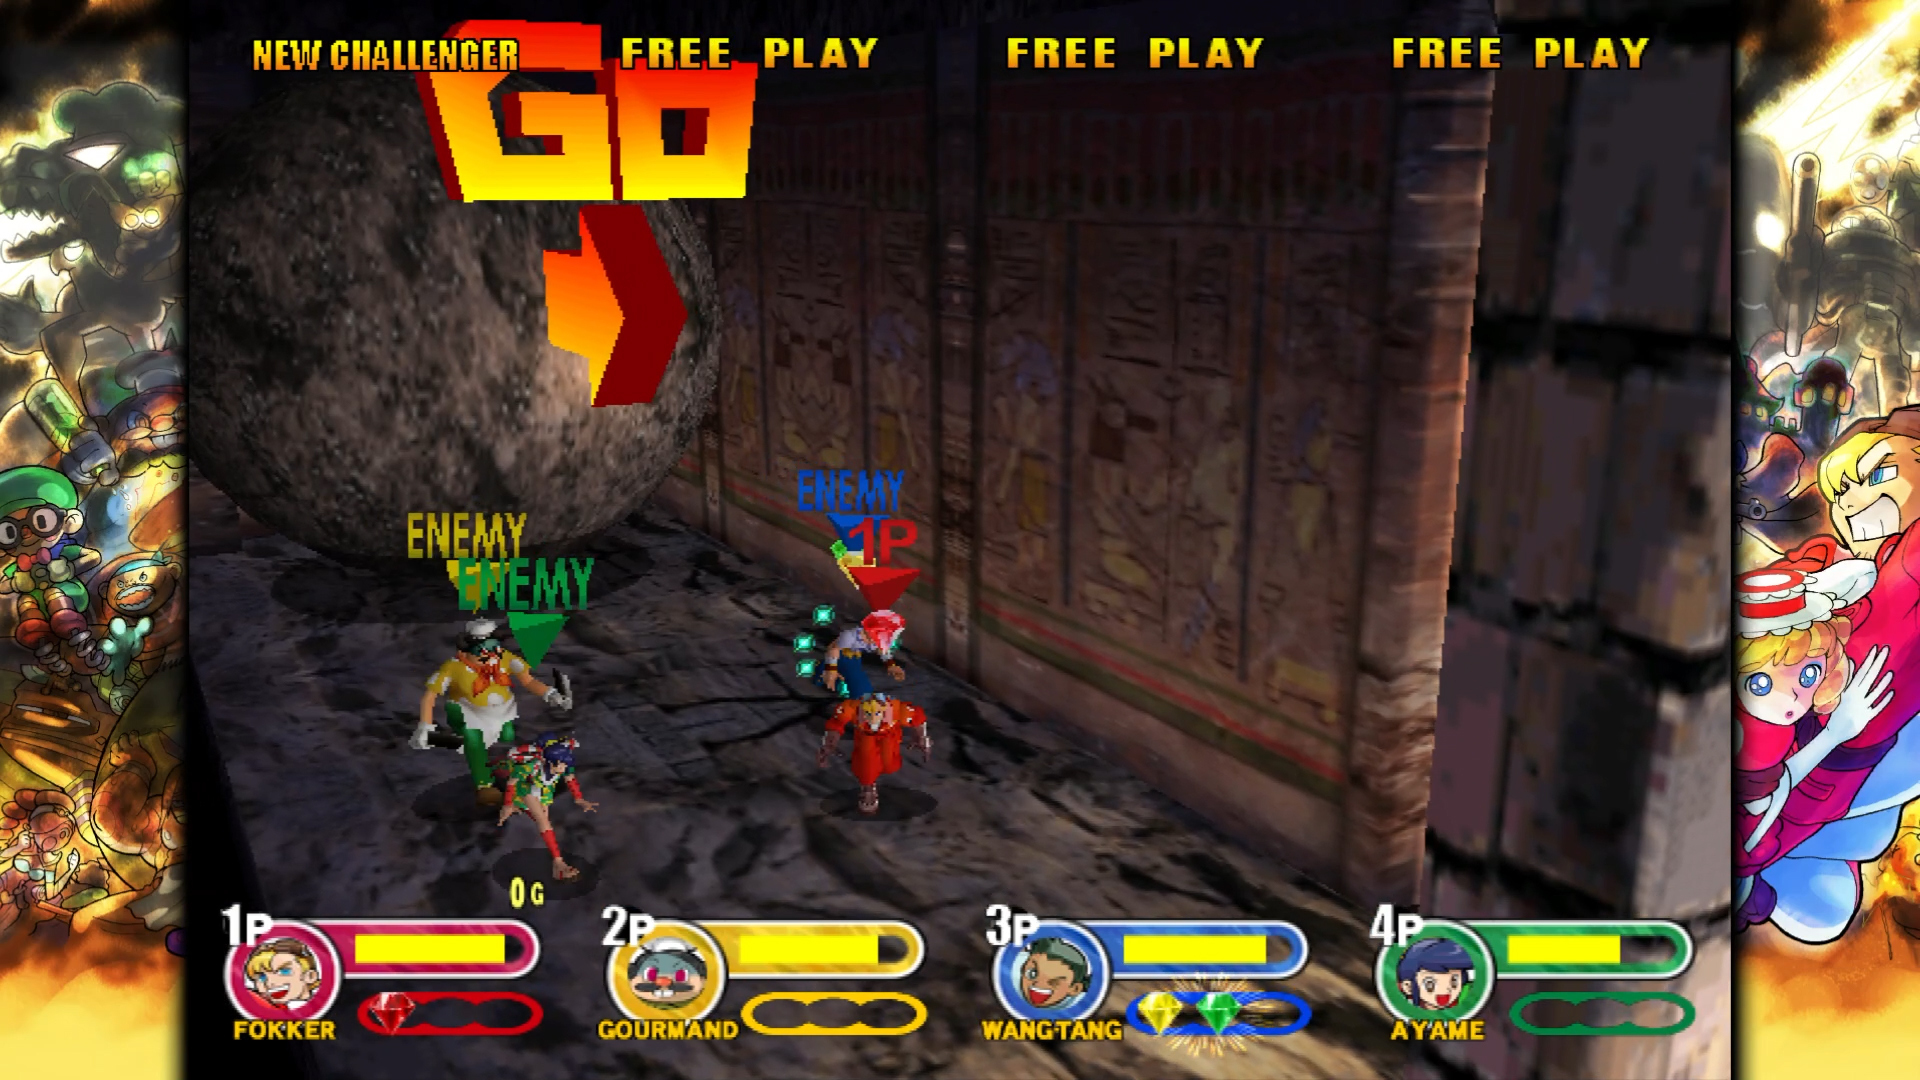 NEW CHALLENGER
FREE PLAY
FREE PLAY
FREE PLAY
GO
ENEMY
1P
ENEMY
ENEMY
0G
1P
2P
3P
4P
FOKKER
GOURMAND
WANGTANG
AYAME